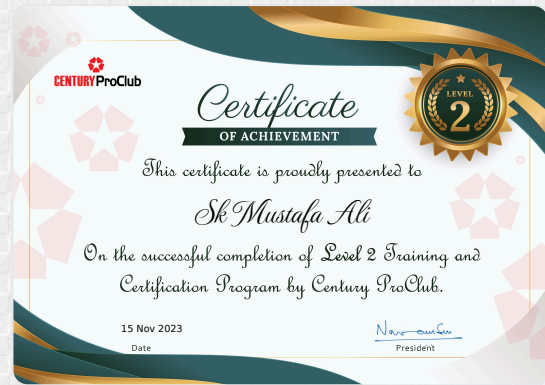 CENTURY ProClub
LEVEL
2
Certificate
OF ACHIEVEMENT
This certificate is proudly presented to
Sk Mustafa Ali
On the successful completion of Level 2 Training and
Certification Program by Century ProClub.
15 Nov 2023
Date
President